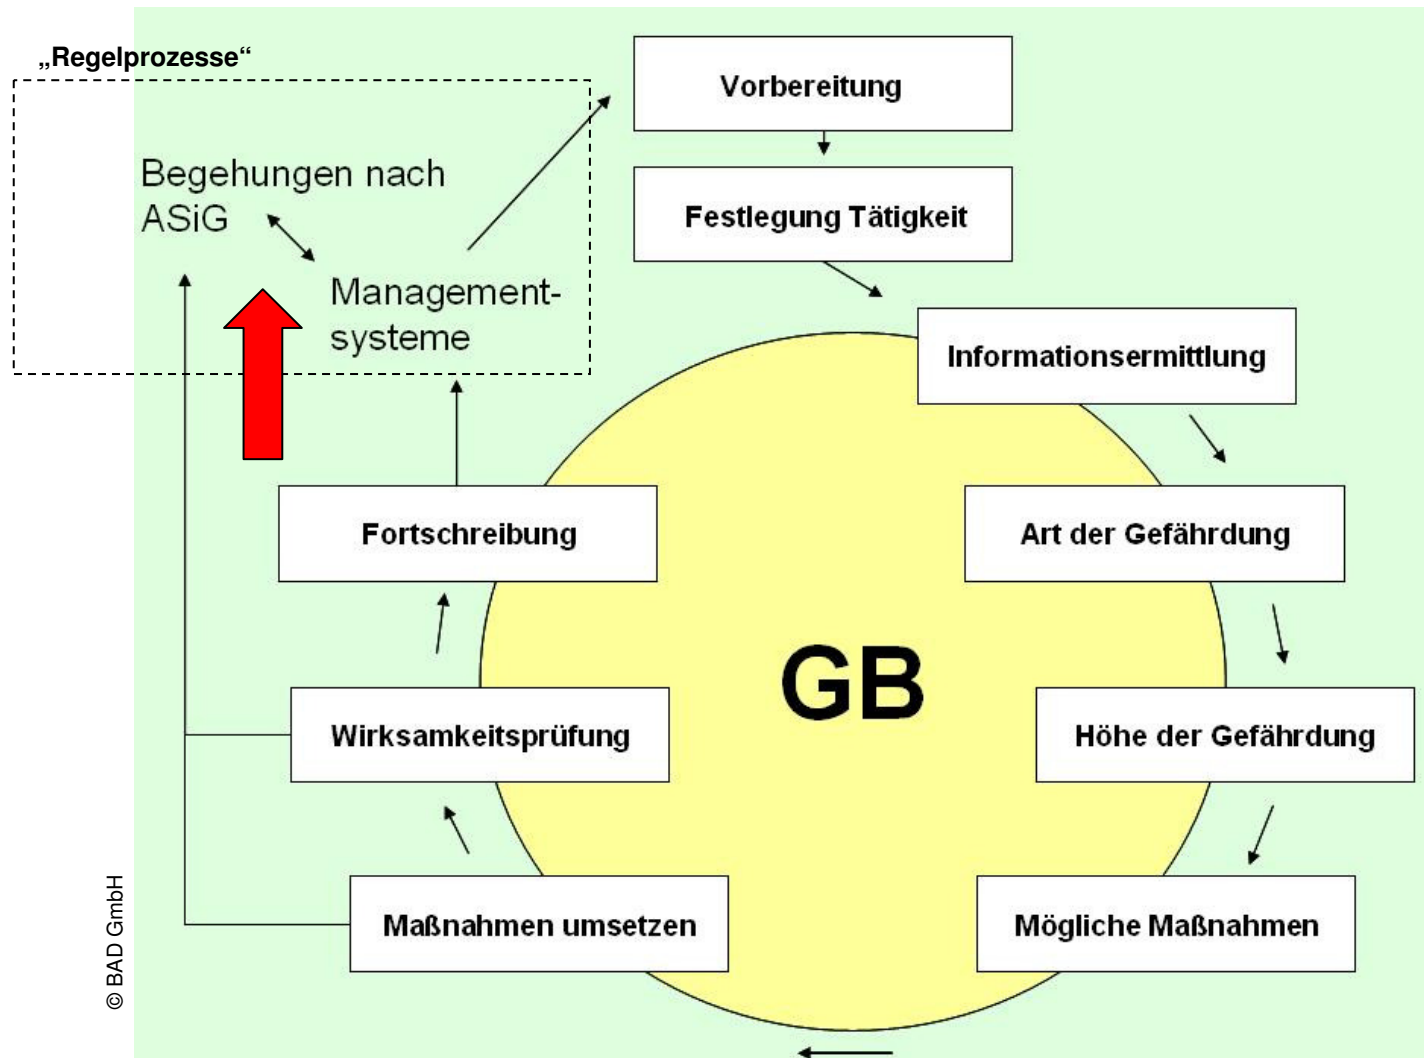 „Regelprozesse“
Vorbereitung
Begehungen nach
ASiG
Festlegung Tätigkeit
Management-
systeme
Informationsermittlung
Fortschreibung
Art der Gefährdung
GB
Wirksamkeitsprüfung
Höhe der Gefährdung
Maßnahmen umsetzen
Mögliche Maßnahmen
© BAD GmbH